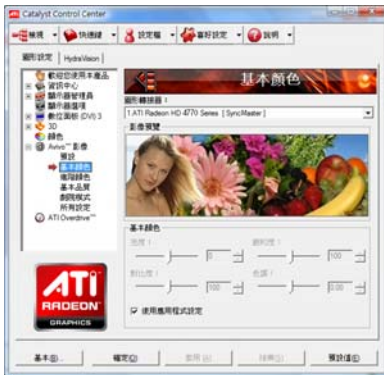 Catalyst Control Center
檢視 快速鍵 設定檔 喜好設定 說明
圖形設定 HydraVision
歡迎您使用本產品
資訊中心
顯示器管理員
顯示器選項
數位面板 (DVI) 3
3D
顏色
Avivo™ 影像
預設
基本顏色
進階顏色
基本品質
劇院模式
所有設定
ATI Overdrive™
基本顏色
圖形轉接器：
1.ATI Radeon HD 4770 Series [ SyncMaster ]
影像預覽
基本顏色
亮度： 0
飽和度： 100
對比度： 100
色調： 0.00
使用應用程式設定
ATI
RADEON
GRAPHICS
基本(B)... 確定(O) 套用(A) 捨棄(S) 預設值(E)